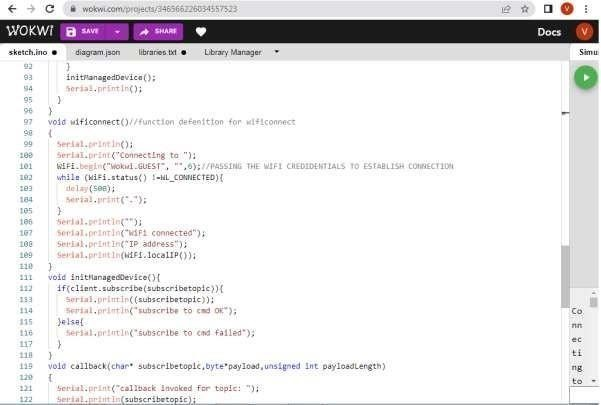 wokwi.com/projects/346566226034557523
WOKWI SAVE SHARE Docs V
sketch.ino diagram.json libraries.txt Library Manager Simu
92 }
93 initManagedDevice();
94 Serial.println();
95 }
96 }
97 void wificonnect()//function defenition for wificonnect
98 {
99 Serial.println();
100 Serial.print("Connecting to ");
101 WiFi.begin("Wokwi.GUEST", "",6);//PASSING THE WIFI CREDIDENTIALS TO ESTABLISH CONNECTION
102 while (WiFi.status() !=WL_CONNECTED){
103 delay(500);
104 Serial.print(".");
105 }
106 Serial.println("");
107 Serial.println("WiFi connected");
108 Serial.println("IP address");
109 Serial.println(WiFi.localIP());
110 }
111 void initManagedDevice(){
112 if(client.subscribe(subscribetopic)){
113 Serial.println((subscribetopic));
114 Serial.println("subscribe to cmd OK");
115 }else{
116 Serial.println("subscribe to cmd failed");
117 }
118 }
119 void callback(char* subscribetopic,byte*payload,unsigned int payloadLength)
120 {
121 Serial.print("callback invoked for topic: ");
122 Serial.println(subscribetopic);
Co
nn
ec
ti
ng
to